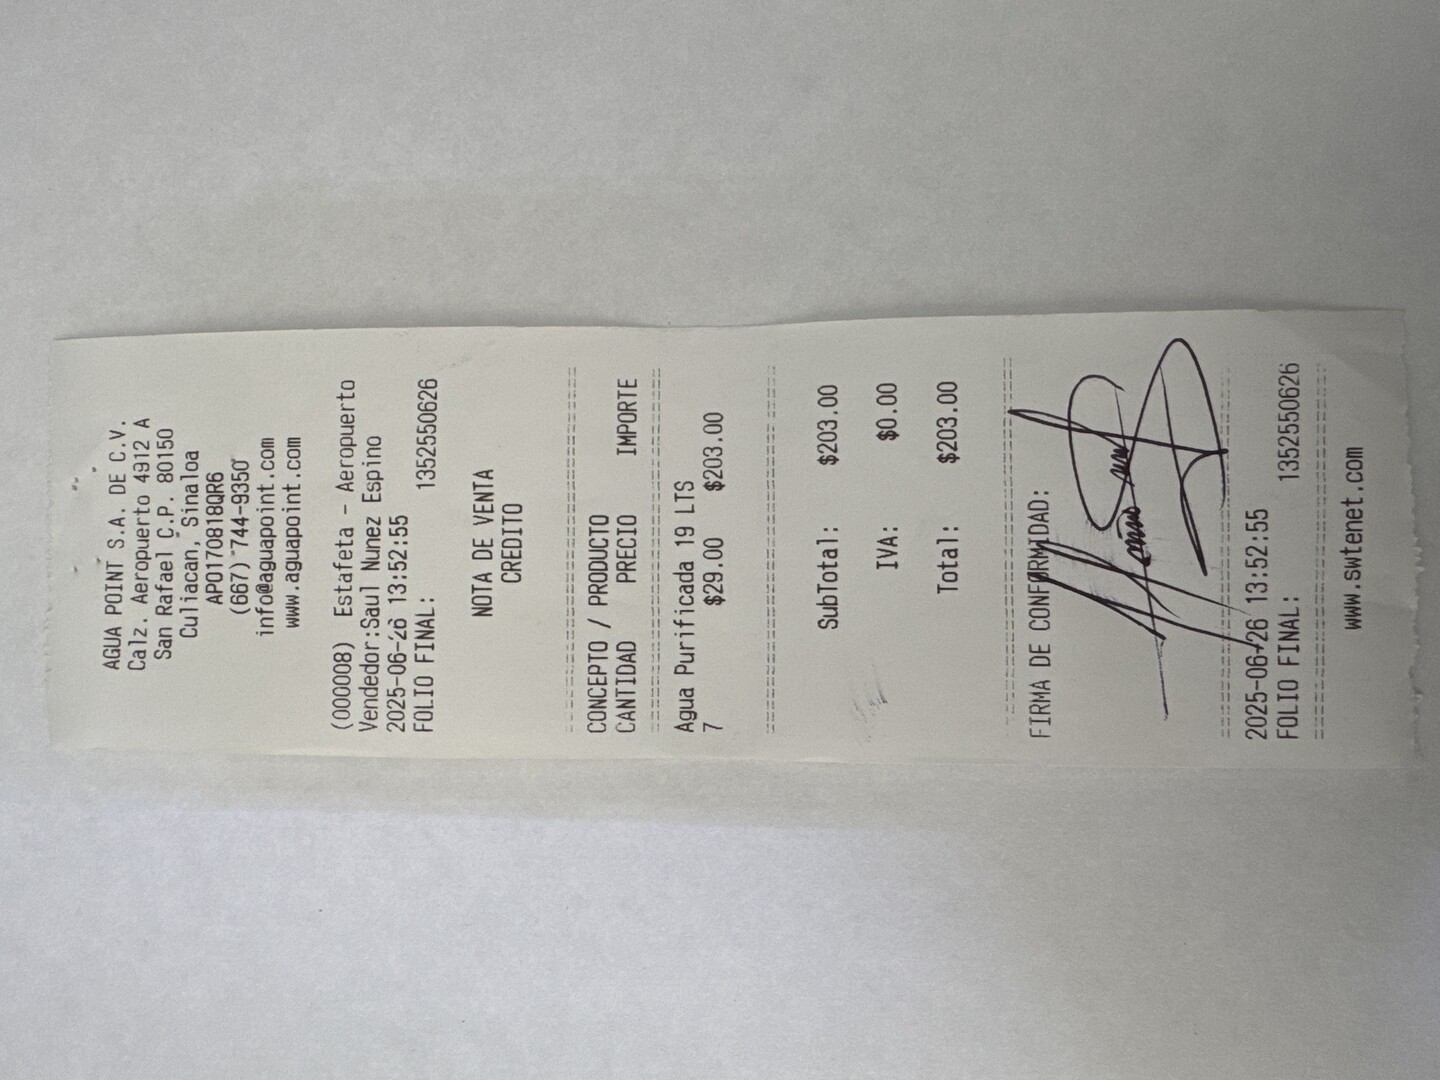 AGUA POINT S.A. DE C.V.
Calz. Aeropuerto 4912 A
San Rafael C.P. 80150
Culiacan, Sinaloa
APO170818QR6
(667) 744-9350
info@aguapoint.com
www.aguapoint.com
(000008) Estafeta - Aeropuerto
Vendedor:Saul Nunez Espino
2025-06-26 13:52:55
FOLIO FINAL: 1352550626
NOTA DE VENTA
CREDITO
CONCEPTO / PRODUCTO
CANTIDAD PRECIO IMPORTE
Agua Purificada 19 LTS
7 $29.00 $203.00
SubTotal: $203.00
IVA: $0.00
Total: $203.00
FIRMA DE CONFORMIDAD:
2025-06-26 13:52:55
FOLIO FINAL: 1352550626
www.swtenet.com